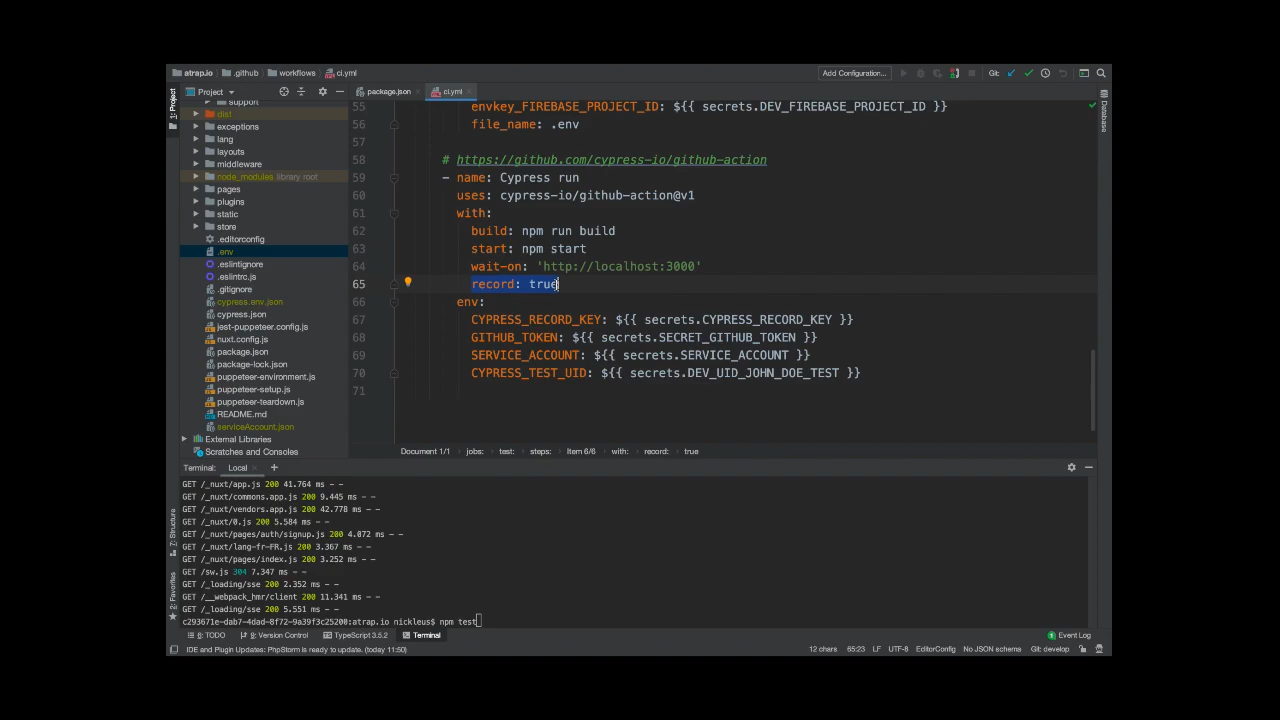 atrap.io .github workflows ci.yml
Add Configuration...
Git:
1: Project
Project
package.json
ci.yml
Database
support
dist
exceptions
lang
layouts
middleware
node_modules library root
pages
plugins
static
store
.editorconfig
.env
.eslintignore
.eslintrc.js
.gitignore
cypress.env.json
cypress.json
jest-puppeteer.config.js
nuxt.config.js
package.json
package-lock.json
puppeteer-environment.js
puppeteer-setup.js
puppeteer-teardown.js
README.md
serviceAccount.json
External Libraries
Scratches and Consoles
55 envkey_FIREBASE_PROJECT_ID: ${{ secrets.DEV_FIREBASE_PROJECT_ID }}
56 file_name: .env
57
58 # https://github.com/cypress-io/github-action
59 - name: Cypress run
60 uses: cypress-io/github-action@v1
61 with:
62 build: npm run build
63 start: npm start
64 wait-on: 'http://localhost:3000'
65 record: true
66 env:
67 CYPRESS_RECORD_KEY: ${{ secrets.CYPRESS_RECORD_KEY }}
68 GITHUB_TOKEN: ${{ secrets.SECRET_GITHUB_TOKEN }}
69 SERVICE_ACCOUNT: ${{ secrets.SERVICE_ACCOUNT }}
70 CYPRESS_TEST_UID: ${{ secrets.DEV_UID_JOHN_DOE_TEST }}
71
Document 1/1 jobs: test: steps: Item 6/6 with: record: true
Terminal: Local +
7: Structure
2: Favorites
GET /_nuxt/app.js 200 41.764 ms - -
GET /_nuxt/commons.app.js 200 9.445 ms - -
GET /_nuxt/vendors.app.js 200 42.778 ms - -
GET /_nuxt/0.js 200 5.584 ms - -
GET /_nuxt/pages/auth/signup.js 200 4.072 ms - -
GET /_nuxt/lang-fr-FR.js 200 3.367 ms - -
GET /_nuxt/pages/index.js 200 3.252 ms - -
GET /sw.js 304 7.347 ms - -
GET /_loading/sse 200 2.352 ms - -
GET /__webpack_hmr/client 200 11.341 ms - -
GET /_loading/sse 200 5.551 ms - -
c293671e-dab7-4dad-8f72-9a39f3c25200:atrap.io nickleus$ npm test
6: TODO 9: Version Control TypeScript 3.5.2 Terminal 1 Event Log
IDE and Plugin Updates: PhpStorm is ready to update. (today 11:50) 12 chars 65:23 LF UTF-8 EditorConfig No JSON schema Git: develop